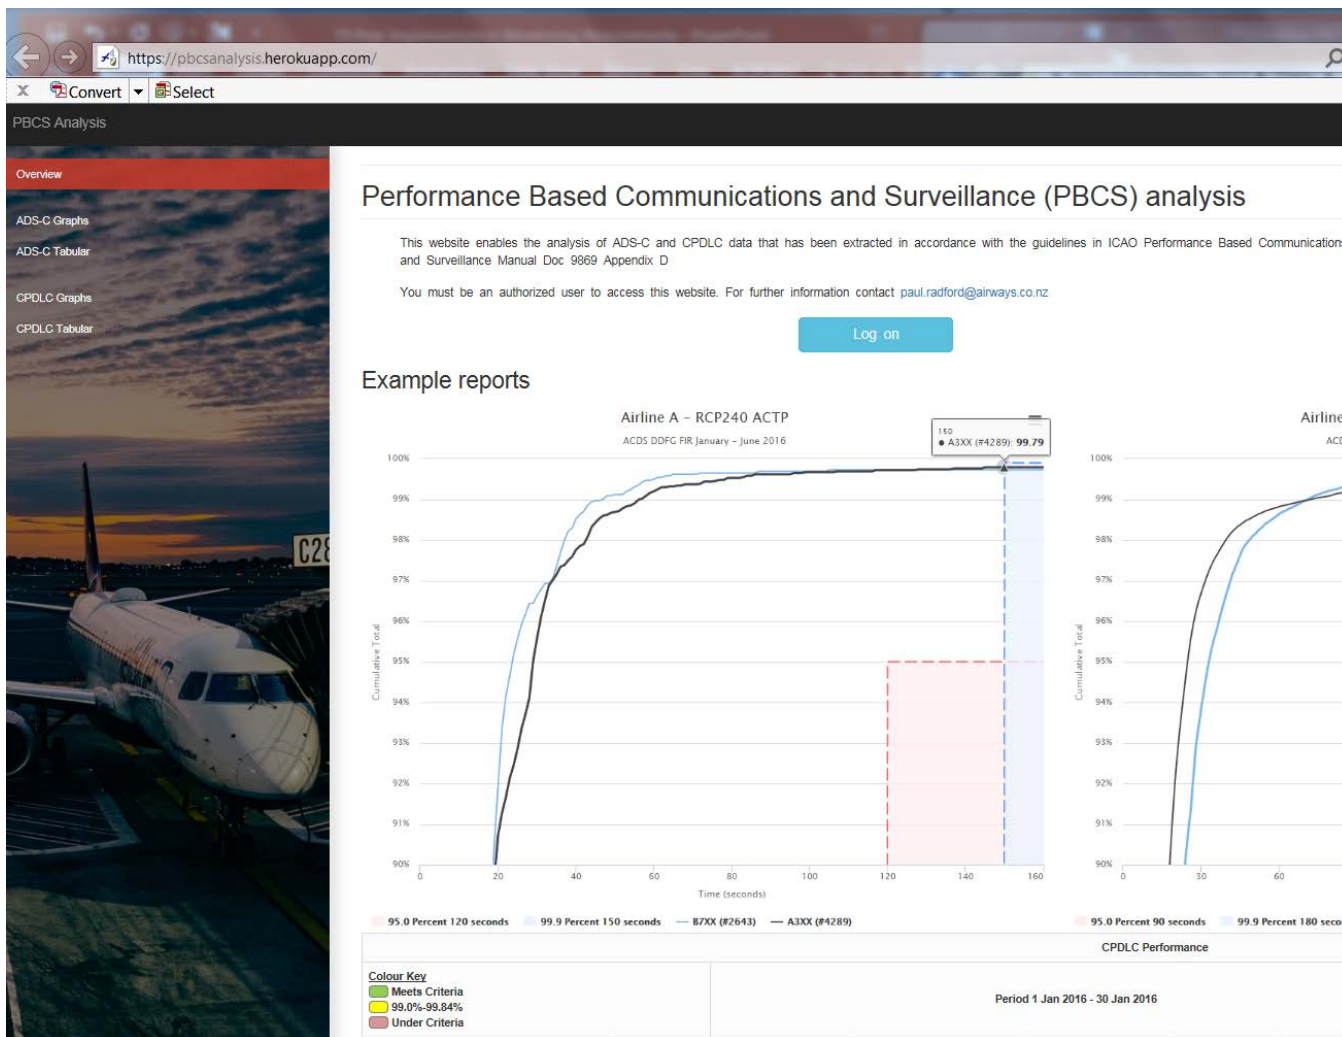 https://pbcsanalysis.herokuapp.com/
X Convert Select
PBCS Analysis
Overview
ADS-C Graphs
ADS-C Tabular
CPDLC Graphs
CPDLC Tabular
C28
Performance Based Communications and Surveillance (PBCS) analysis
This website enables the analysis of ADS-C and CPDLC data that has been extracted in accordance with the guidelines in ICAO Performance Based Communications
and Surveillance Manual Doc 9869 Appendix D
You must be an authorized user to access this website. For further information contact paul.radford@airways.co.nz
Log on
Example reports
Airline A - RCP240 ACTP
ACDS DDFG FIR January - June 2016
150
A3XX (#4289): 99.79
100%
99%
98%
97%
96%
95%
94%
93%
92%
91%
90%
Cumulative Total
0 20 40 60 80 100 120 140 160
Time (seconds)
95.0 Percent 120 seconds 99.9 Percent 150 seconds B7XX (#2643) A3XX (#4289)
Airline
ACD
100%
99%
98%
97%
96%
95%
94%
93%
92%
91%
90%
Cumulative Total
0 30 60
95.0 Percent 90 seconds 99.9 Percent 180 seco
CPDLC Performance
Colour Key
Meets Criteria
99.0%-99.84%
Under Criteria
Period 1 Jan 2016 - 30 Jan 2016